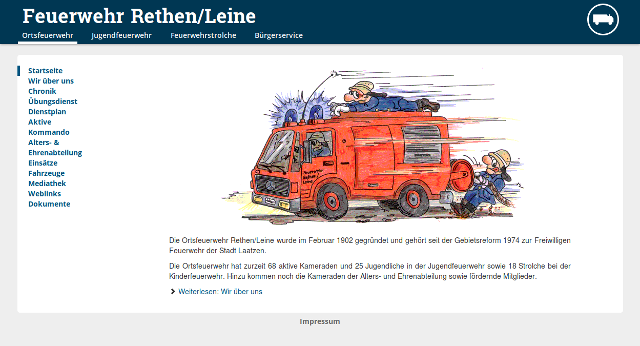 Feuerwehr Rethen/Leine
Ortsfeuerwehr Jugendfeuerwehr Feuerwehrstrolche Bürgerservice
Startseite
Wir über uns
Chronik
Übungsdienst
Dienstplan
Aktive
Kommando
Alters- &
Ehrenabteilung
Einsätze
Fahrzeuge
Mediathek
Weblinks
Dokumente
Die Ortsfeuerwehr Rethen/Leine wurde im Februar 1902 gegründet und gehört seit der Gebietsreform 1974 zur Freiwilligen
Feuerwehr der Stadt Laatzen.
Die Ortsfeuerwehr hat zurzeit 68 aktive Kameraden und 25 Jugendliche in der Jugendfeuerwehr sowie 18 Strolche bei der
Kinderfeuerwehr. Hinzu kommen noch die Kameraden der Alters- und Ehrenabteilung sowie fördernde Mitglieder.
Weiterlesen: Wir über uns
Impressum